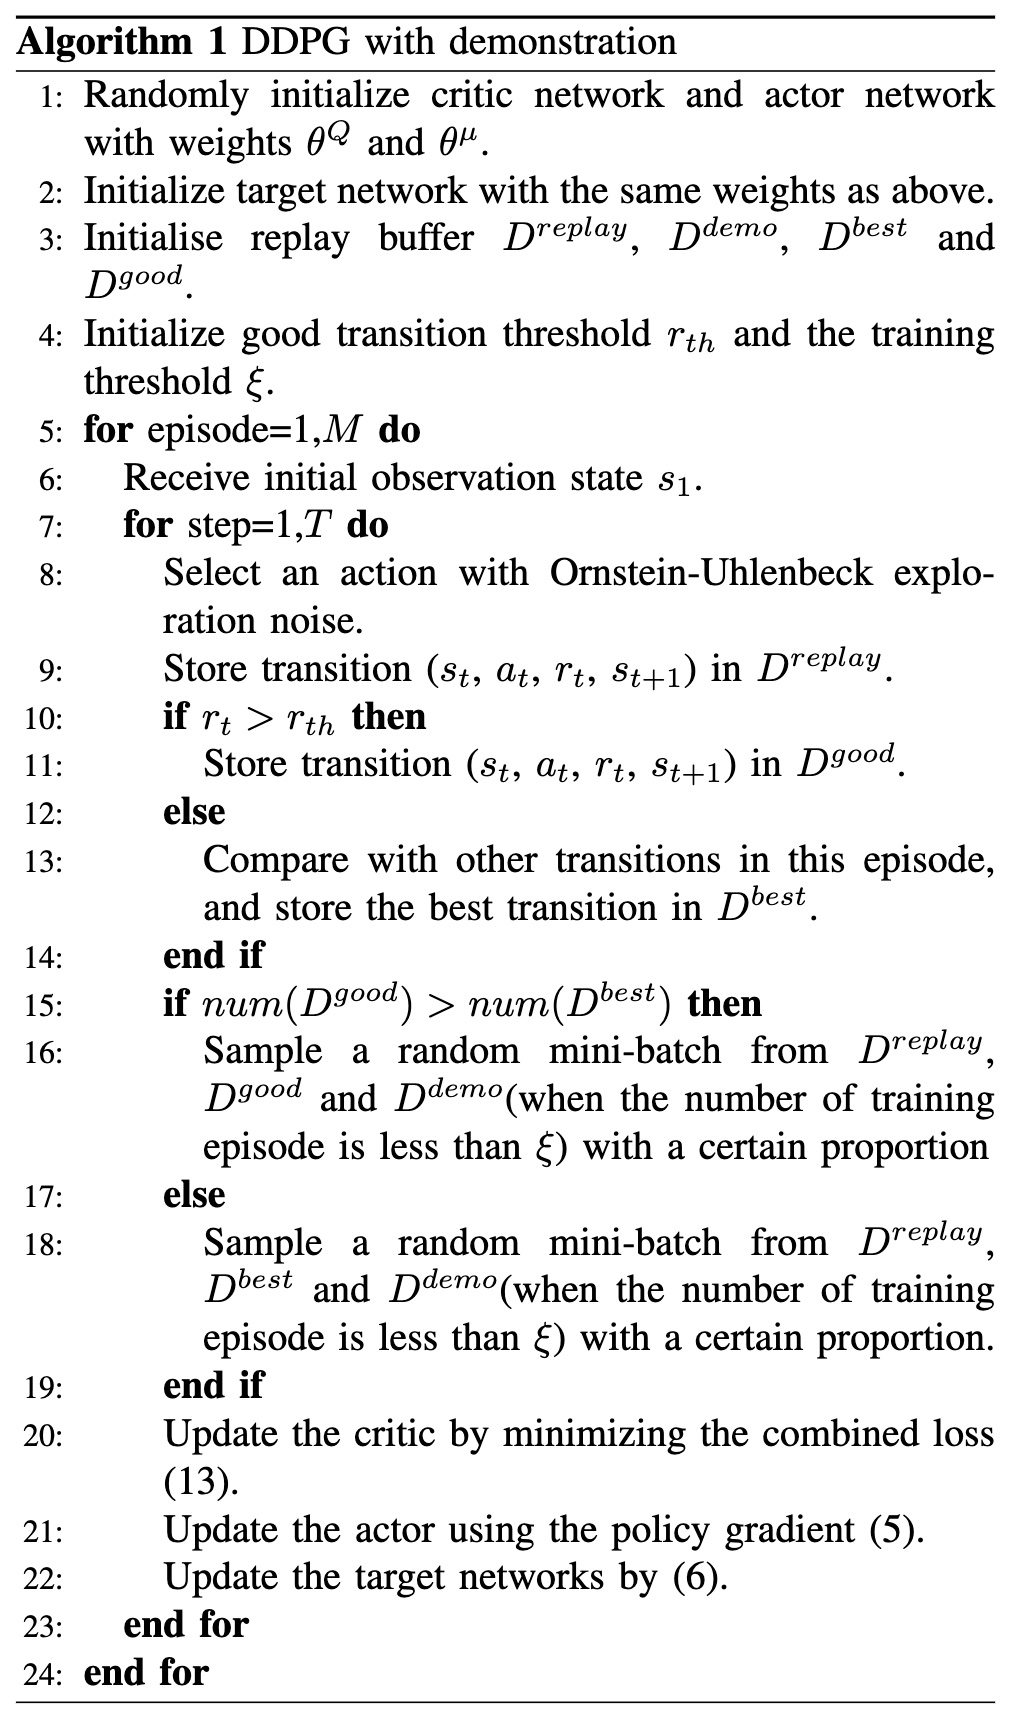 Algorithm 1 DDPG with demonstration
1: Randomly initialize critic network and actor network
with weights θ^Q and θ^μ.
2: Initialize target network with the same weights as above.
3: Initialise replay buffer D^{replay}, D^{demo}, D^{best} and
D^{good}.
4: Initialize good transition threshold r_{th} and the training
threshold ξ.
5: for episode=1,M do
6: Receive initial observation state s_1.
7: for step=1,T do
8: Select an action with Ornstein-Uhlenbeck explo-
ration noise.
9: Store transition (s_t, a_t, r_t, s_{t+1}) in D^{replay}.
10: if r_t > r_{th} then
11: Store transition (s_t, a_t, r_t, s_{t+1}) in D^{good}.
12: else
13: Compare with other transitions in this episode,
and store the best transition in D^{best}.
14: end if
15: if num(D^{good}) > num(D^{best}) then
16: Sample a random mini-batch from D^{replay},
D^{good} and D^{demo}(when the number of training
episode is less than ξ) with a certain proportion
17: else
18: Sample a random mini-batch from D^{replay},
D^{best} and D^{demo}(when the number of training
episode is less than ξ) with a certain proportion.
19: end if
20: Update the critic by minimizing the combined loss
(13).
21: Update the actor using the policy gradient (5).
22: Update the target networks by (6).
23: end for
24: end for